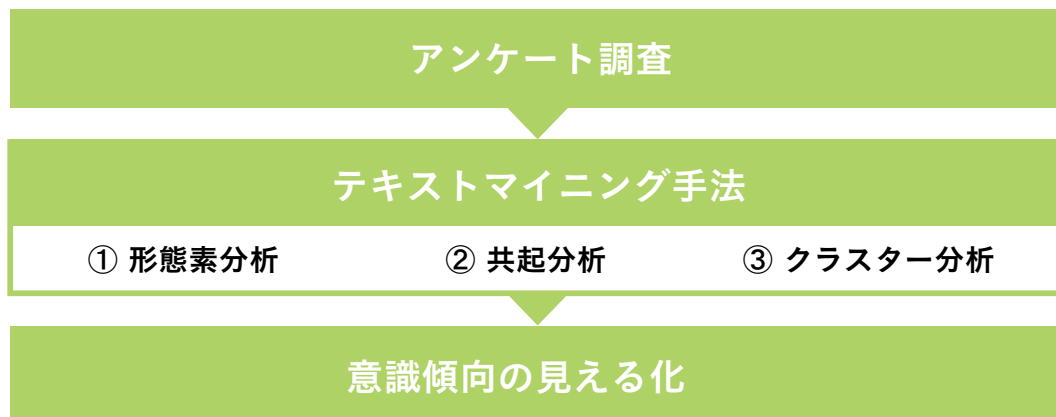 アンケート調査
テキストマイニング手法
① 形態素分析 ② 共起分析 ③ クラスター分析
意識傾向の見える化